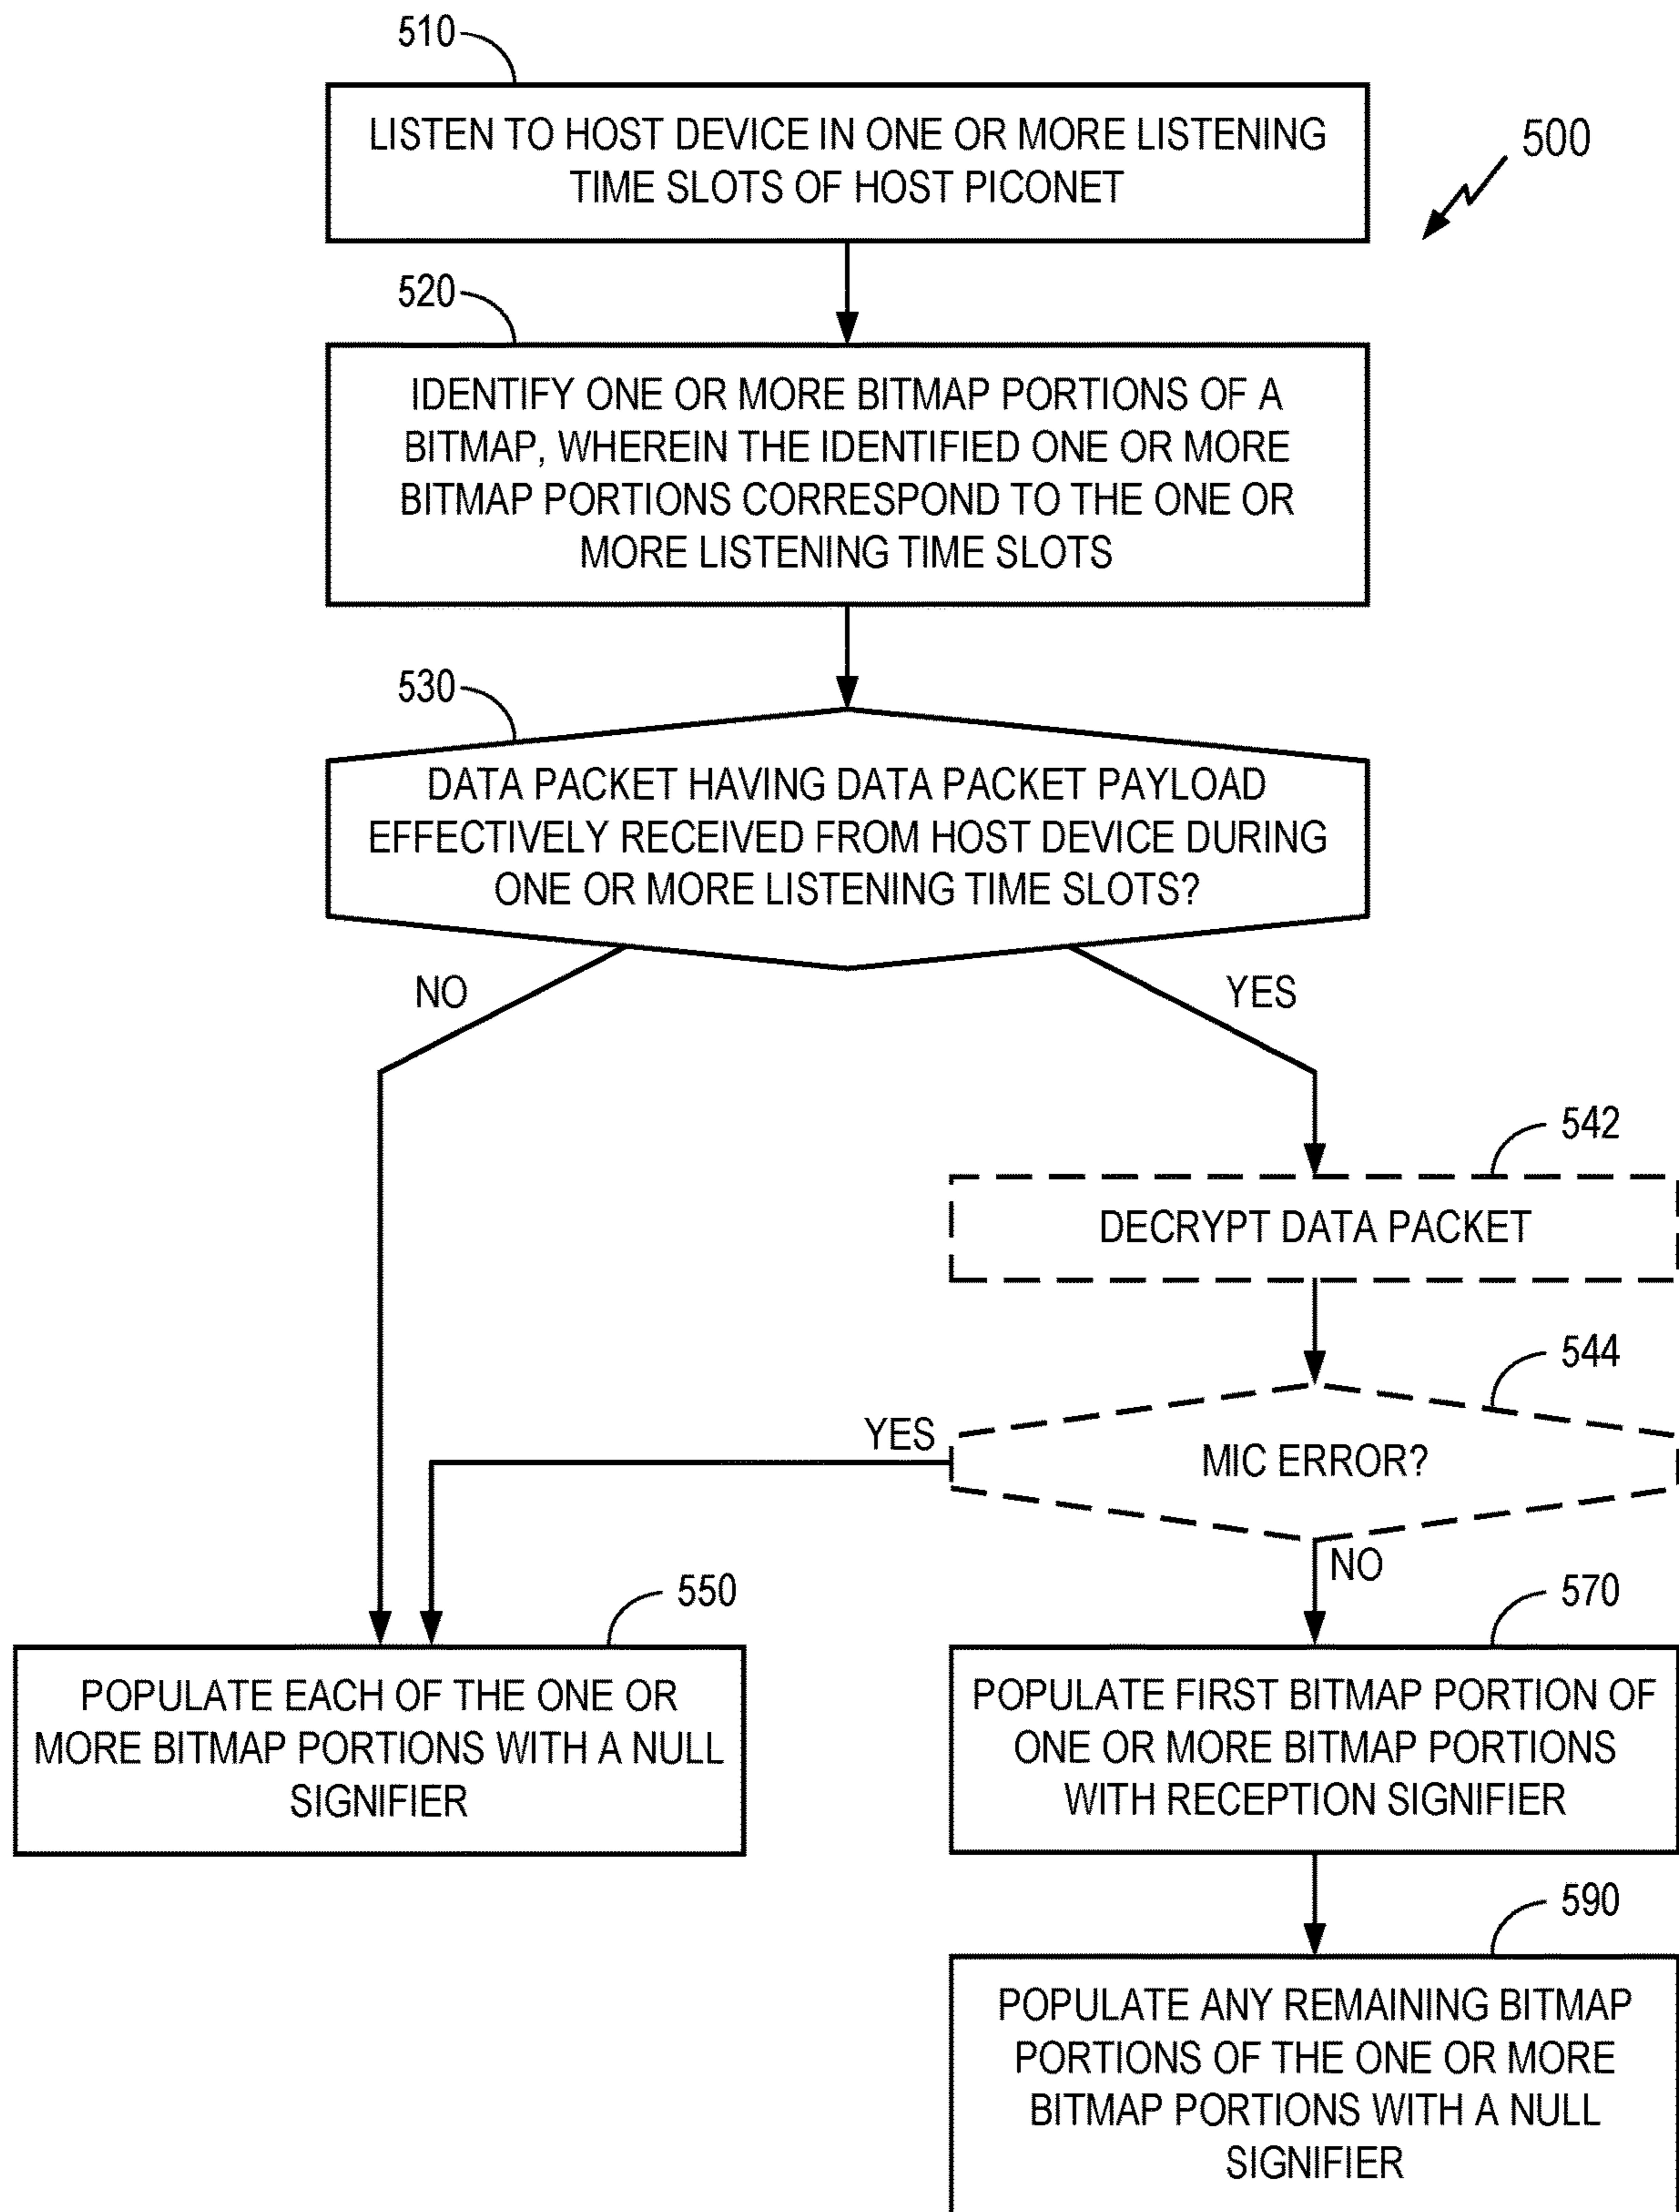 510
LISTEN TO HOST DEVICE IN ONE OR MORE LISTENING
TIME SLOTS OF HOST PICONET
500
520
IDENTIFY ONE OR MORE BITMAP PORTIONS OF A
BITMAP, WHEREIN THE IDENTIFIED ONE OR MORE
BITMAP PORTIONS CORRESPOND TO THE ONE OR
MORE LISTENING TIME SLOTS
530
DATA PACKET HAVING DATA PACKET PAYLOAD
EFFECTIVELY RECEIVED FROM HOST DEVICE DURING
ONE OR MORE LISTENING TIME SLOTS?
NO
YES
542
DECRYPT DATA PACKET
544
YES
MIC ERROR?
NO
550
POPULATE EACH OF THE ONE OR
MORE BITMAP PORTIONS WITH A NULL
SIGNIFIER
570
POPULATE FIRST BITMAP PORTION OF
ONE OR MORE BITMAP PORTIONS
WITH RECEPTION SIGNIFIER
590
POPULATE ANY REMAINING BITMAP
PORTIONS OF THE ONE OR MORE
BITMAP PORTIONS WITH A NULL
SIGNIFIER